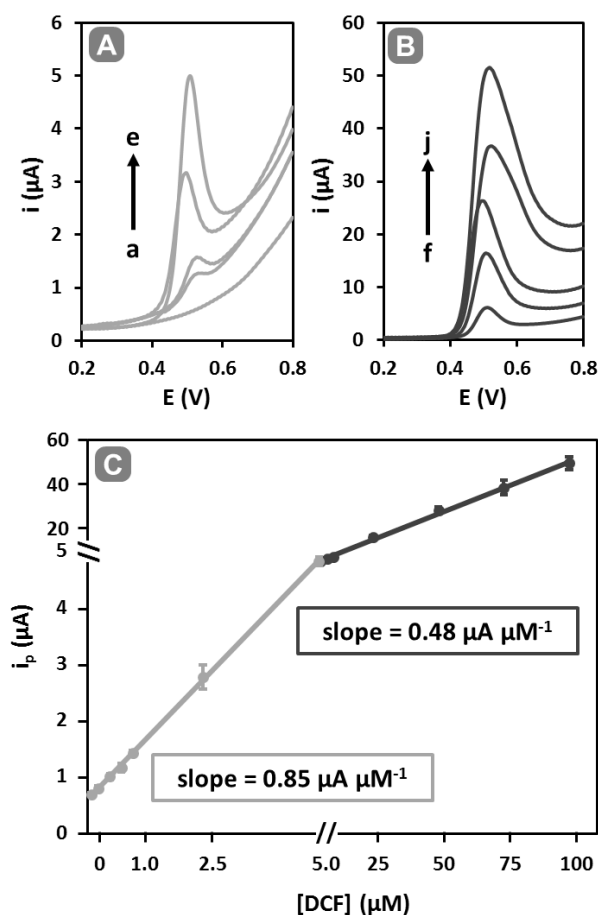 A
6
5
4
3
2
1
0
i (µA)
e
a
0.2 0.4 0.6 0.8
E (V)
B
60
50
40
30
20
10
0
i (µA)
j
f
0.2 0.4 0.6 0.8
E (V)
C
60
40
20
5
4
3
2
1
0
iₚ (µA)
slope = 0.48 µA µM⁻¹
slope = 0.85 µA µM⁻¹
0 1.0 2.5 5.0 25 50 75 100
[DCF] (µM)